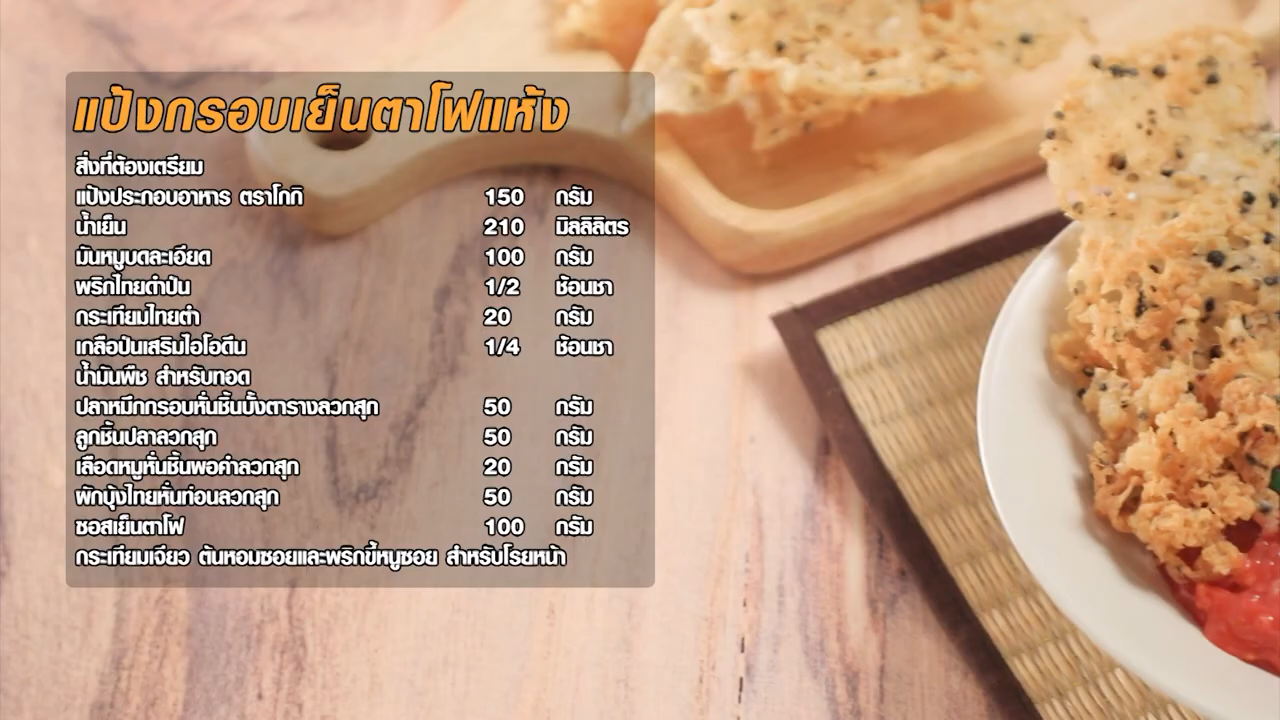 แป้งกรอบเย็นตาโฟแห้ง
สิ่งที่ต้องเตรียม
แป้งประกอบอาหาร ตราโกกิ 150 กรัม
น้ำเย็น 210 มิลลิลิตร
มันหมูบดละเอียด 100 กรัม
พริกไทยดำป่น 1/2 ช้อนชา
กระเทียมไทยตำ 20 กรัม
เกลือป่นเสริมไอโอดีน 1/4 ช้อนชา
น้ำมันพืช สำหรับทอด
ปลาหมึกกรอบหั่นชิ้นบั้งตารางลวกสุก 50 กรัม
ลูกชิ้นปลาลวกสุก 50 กรัม
เลือดหมูหั่นชิ้นพอคำลวกสุก 20 กรัม
ผักบุ้งไทยหั่นท่อนลวกสุก 50 กรัม
ซอสเย็นตาโฟ 100 กรัม
กระเทียมเจียว ต้นหอมซอยและพริกขี้หนูซอย สำหรับโรยหน้า